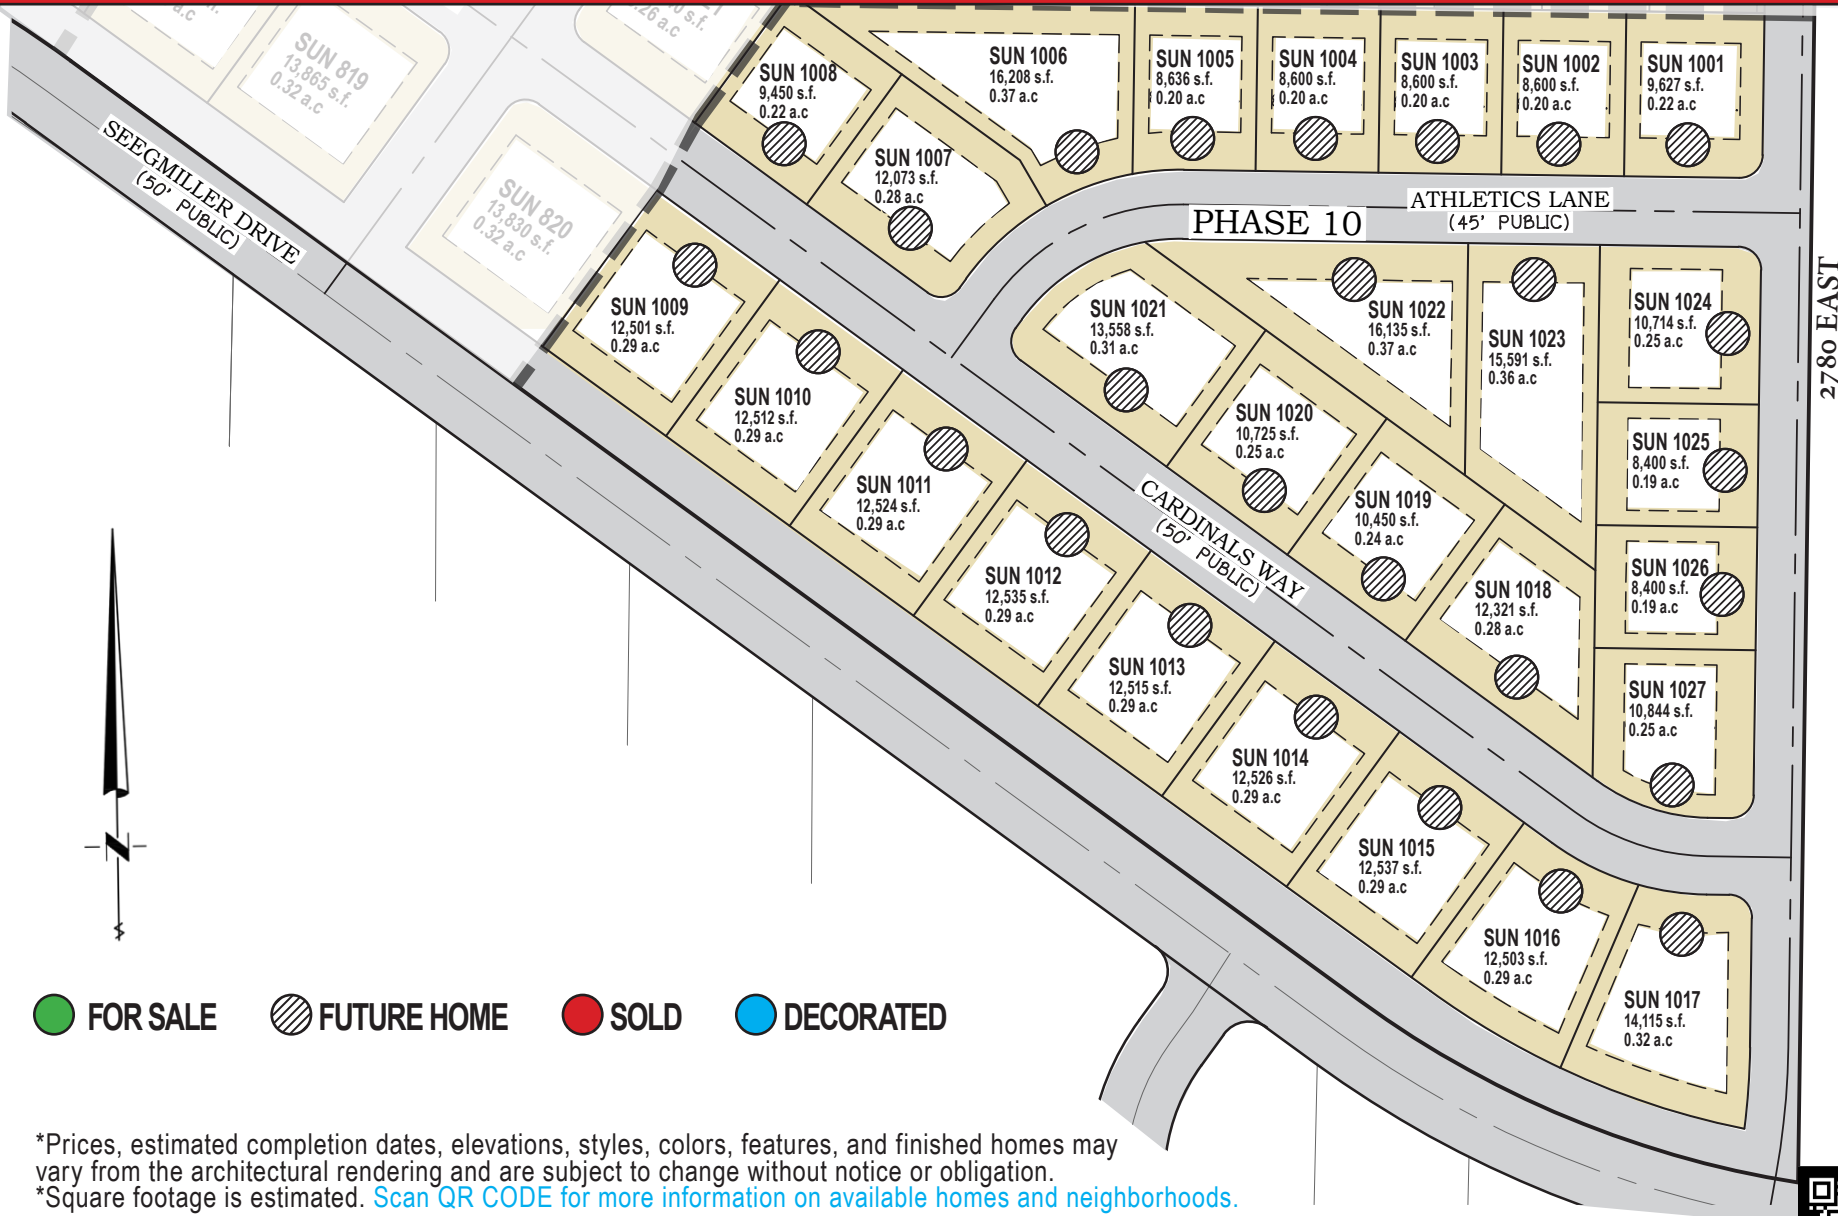 SUN 819
13,865 s.f.
0.32 a.c
SUN 820
13,830 s.f.
0.32 a.c
SEEGMILLER DRIVE
(50' PUBLIC)
SUN 1008
9,450 s.f.
0.22 a.c
SUN 1007
12,073 s.f.
0.28 a.c
SUN 1006
16,208 s.f.
0.37 a.c
SUN 1005
8,636 s.f.
0.20 a.c
SUN 1004
8,600 s.f.
0.20 a.c
SUN 1003
8,600 s.f.
0.20 a.c
SUN 1002
8,600 s.f.
0.20 a.c
SUN 1001
9,627 s.f.
0.22 a.c
PHASE 10
ATHLETICS LANE
(45' PUBLIC)
2780 EAST
SUN 1009
12,501 s.f.
0.29 a.c
SUN 1010
12,512 s.f.
0.29 a.c
SUN 1011
12,524 s.f.
0.29 a.c
SUN 1012
12,535 s.f.
0.29 a.c
SUN 1013
12,515 s.f.
0.29 a.c
SUN 1014
12,526 s.f.
0.29 a.c
SUN 1015
12,537 s.f.
0.29 a.c
SUN 1016
12,503 s.f.
0.29 a.c
SUN 1017
14,115 s.f.
0.32 a.c
SUN 1021
13,558 s.f.
0.31 a.c
SUN 1022
16,135 s.f.
0.37 a.c
SUN 1023
15,591 s.f.
0.36 a.c
SUN 1024
10,714 s.f.
0.25 a.c
SUN 1020
10,725 s.f.
0.25 a.c
SUN 1025
8,400 s.f.
0.19 a.c
SUN 1019
10,450 s.f.
0.24 a.c
SUN 1026
8,400 s.f.
0.19 a.c
SUN 1018
12,321 s.f.
0.28 a.c
SUN 1027
10,844 s.f.
0.25 a.c
CARDINALS WAY
(50' PUBLIC)
N
FOR SALE
FUTURE HOME
SOLD
DECORATED
*Prices, estimated completion dates, elevations, styles, colors, features, and finished homes may
vary from the architectural rendering and are subject to change without notice or obligation.
*Square footage is estimated. Scan QR CODE for more information on available homes and neighborhoods.